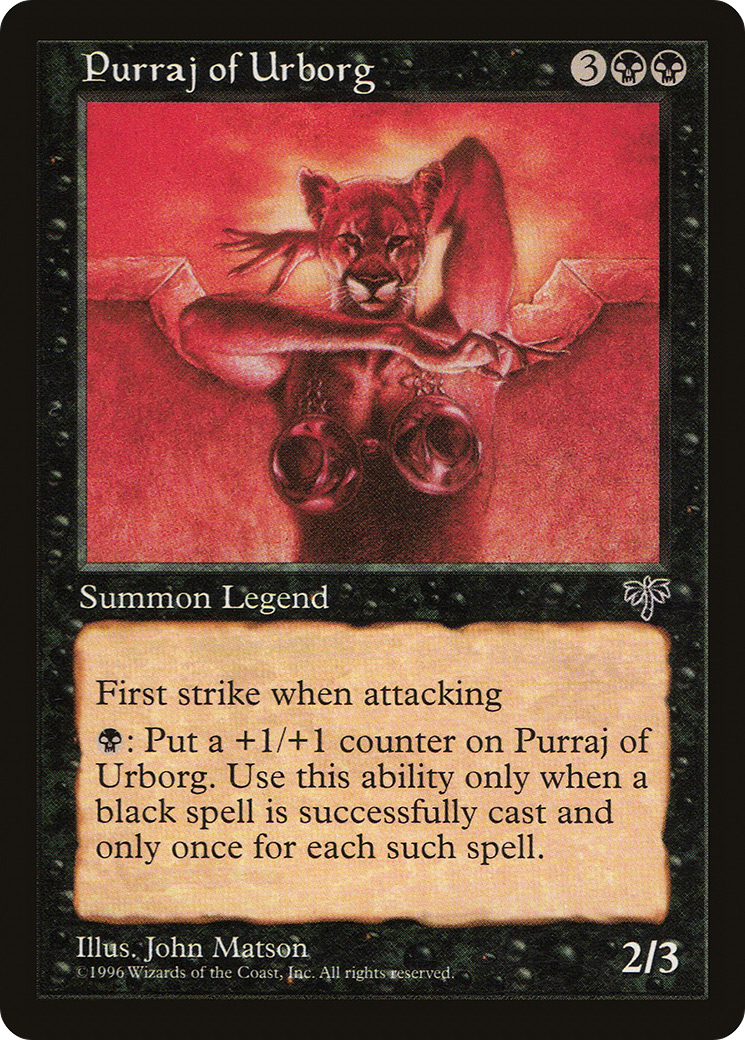 Purraj of Urborg 3
Summon Legend
First strike when attacking
: Put a +1/+1 counter on Purraj of
Urborg. Use this ability only when a
black spell is successfully cast and
only once for each such spell.
Illus. John Matson
©1996 Wizards of the Coast, Inc. All rights reserved.
2/3